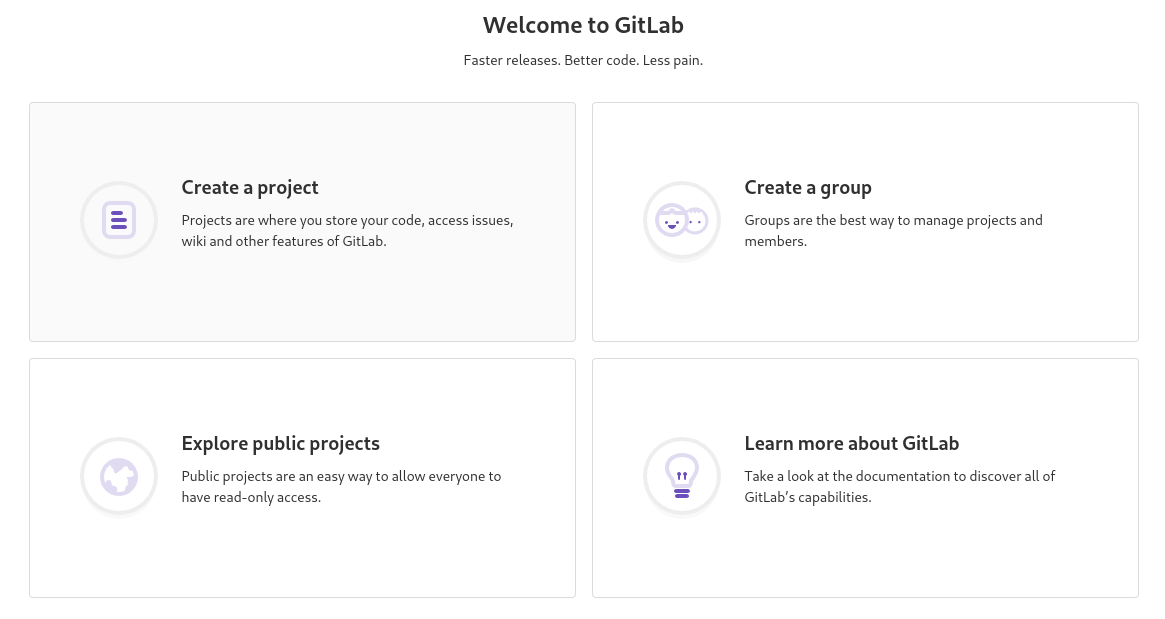 Welcome to GitLab
Faster releases. Better code. Less pain.
Create a project
Projects are where you store your code, access issues,
wiki and other features of GitLab.
Create a group
Groups are the best way to manage projects and
members.
Explore public projects
Public projects are an easy way to allow everyone to
have read-only access.
Learn more about GitLab
Take a look at the documentation to discover all of
GitLab’s capabilities.